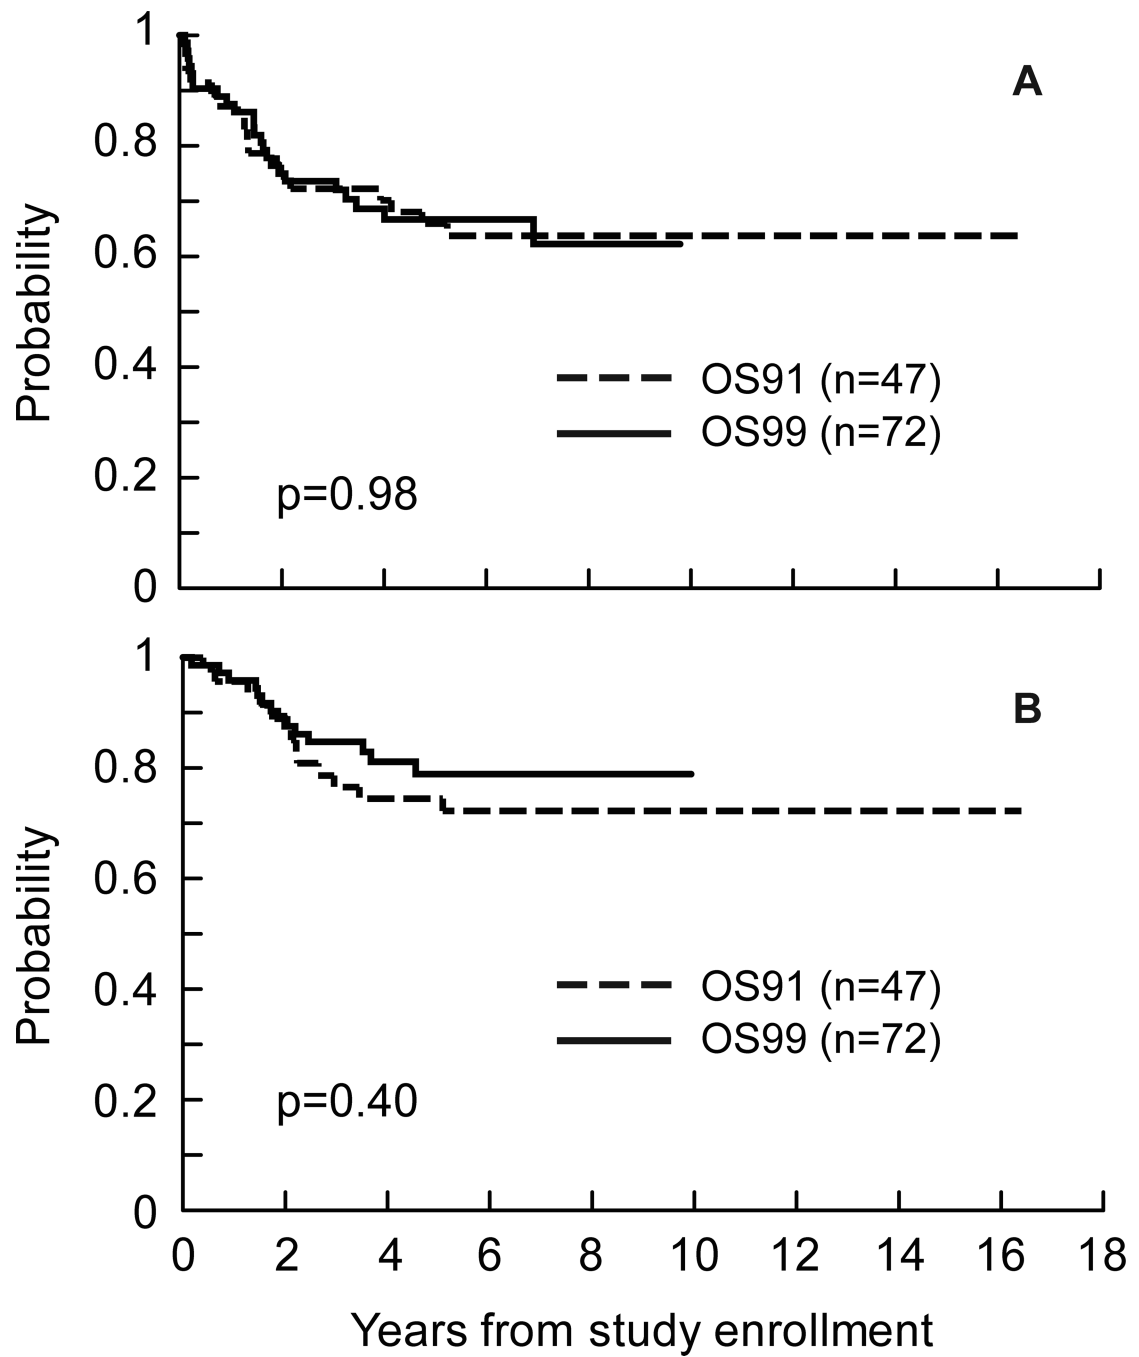 A
Probability
1
0.8
0.6
0.4
0.2
0
OS91 (n=47)
OS99 (n=72)
p=0.98
B
Probability
1
0.8
0.6
0.4
0.2
0
OS91 (n=47)
OS99 (n=72)
p=0.40
0 2 4 6 8 10 12 14 16 18
Years from study enrollment